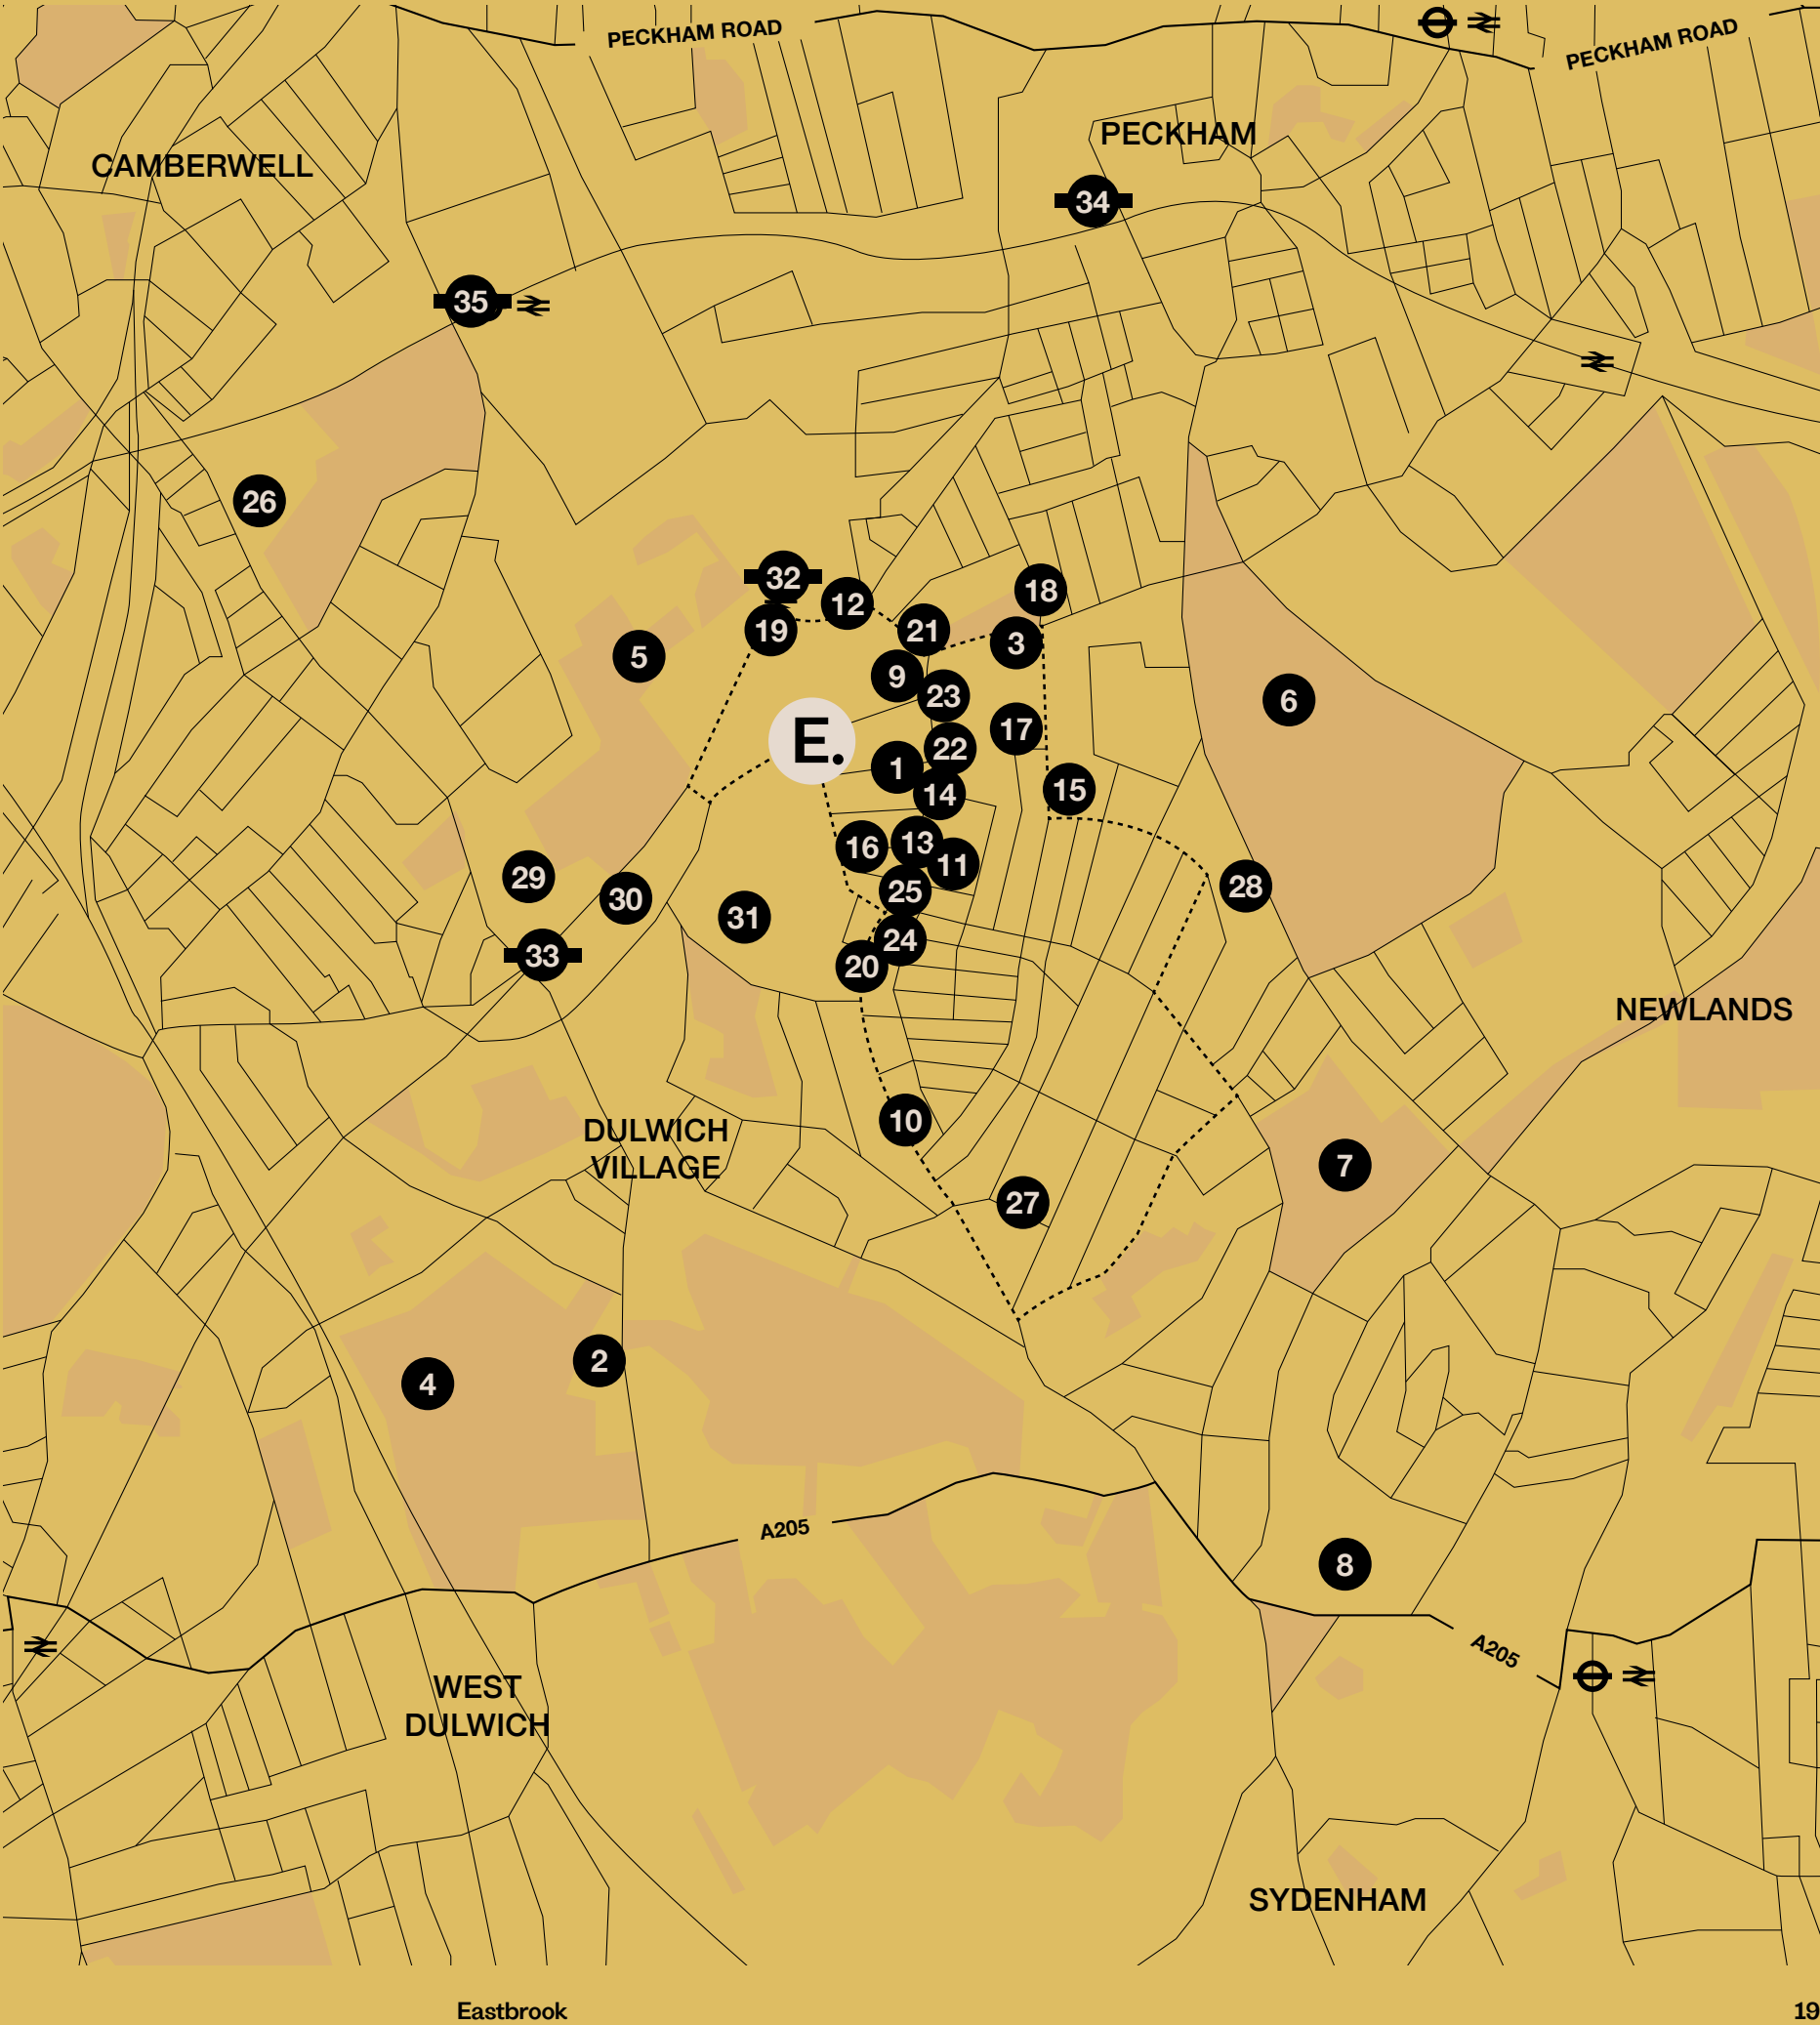 PECKHAM ROAD
PECKHAM ROAD
PECKHAM
CAMBERWELL
34
35
26
32
18
12
19
21
3
5
9
23
6
17
E.
22
1
15
14
13
16
11
29
28
25
30
31
24
33
20
NEWLANDS
10
DULWICH
VILLAGE
7
27
2
4
A205
8
A205
WEST
DULWICH
SYDENHAM
Eastbrook
19